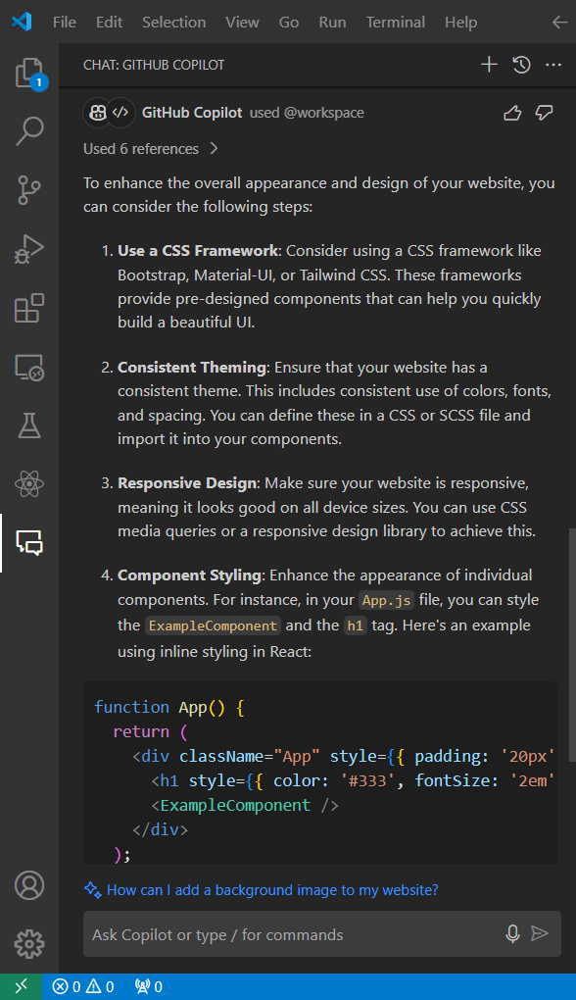 File Edit Selection View Go Run Terminal Help
CHAT: GITHUB COPILOT
1
GitHub Copilot used @workspace
Used 6 references
To enhance the overall appearance and design of your website, you
can consider the following steps:
1. Use a CSS Framework: Consider using a CSS framework like
Bootstrap, Material-UI, or Tailwind CSS. These frameworks
provide pre-designed components that can help you quickly
build a beautiful UI.
2. Consistent Theming: Ensure that your website has a
consistent theme. This includes consistent use of colors, fonts,
and spacing. You can define these in a CSS or SCSS file and
import it into your components.
3. Responsive Design: Make sure your website is responsive,
meaning it looks good on all device sizes. You can use CSS
media queries or a responsive design library to achieve this.
4. Component Styling: Enhance the appearance of individual
components. For instance, in your App.js file, you can style
the ExampleComponent and the h1 tag. Here's an example
using inline styling in React:
function App() {
  return (
    <div className="App" style={{ padding: '20px'
      <h1 style={{ color: '#333', fontSize: '2em'
      <ExampleComponent />
    </div>
  );
How can I add a background image to my website?
Ask Copilot or type / for commands
0 0 0